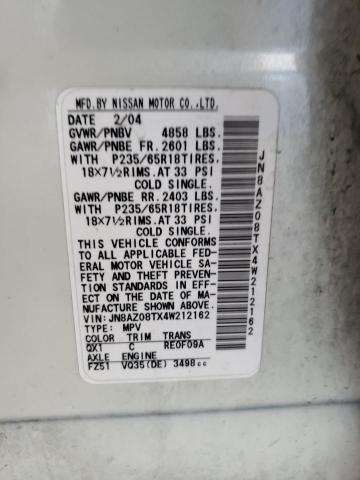 MFD.BY NISSAN MOTOR CO.,LTD.
DATE 2/04
GVWR/PNBV 4858 LBS.
GAWR/PNBE FR. 2601 LBS.
WITH P235/65R18TIRES.
18×7½RIMS.AT 33 PSI
COLD SINGLE.
GAWR/PNBE RR. 2403 LBS.
WITH P235/65R18TIRES.
18×7½RIMS.AT 33 PSI
COLD SINGLE.
THIS VEHICLE CONFORMS
TO ALL APPLICABLE FED-
ERAL MOTOR VEHICLE SA-
FETY AND THEFT PREVEN-
TION STANDARDS IN EFF-
ECT ON THE DATE OF MA-
NUFACTURE SHOWN ABOVE.
VIN: JN8AZ08TX4W212162
TYPE: MPV
COLOR TRIM TRANS
QX1 C RE0F09A
AXLE ENGINE
FZ51 VQ35(DE) 3498cc
JN8AZ08TX4W212162